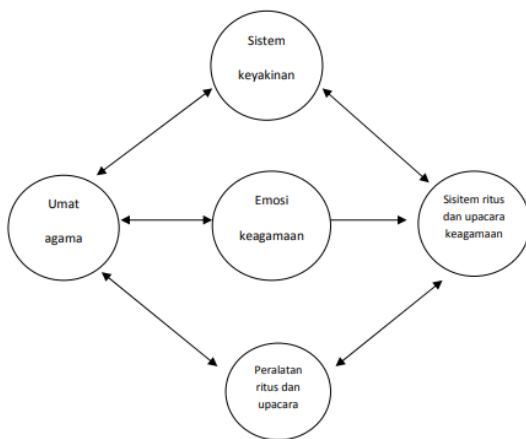 Sistem
keyakinan
Umat
agama
Emosi
keagamaan
Sisitem ritus
dan upacara
keagamaan
Peralatan
ritus dan
upacara